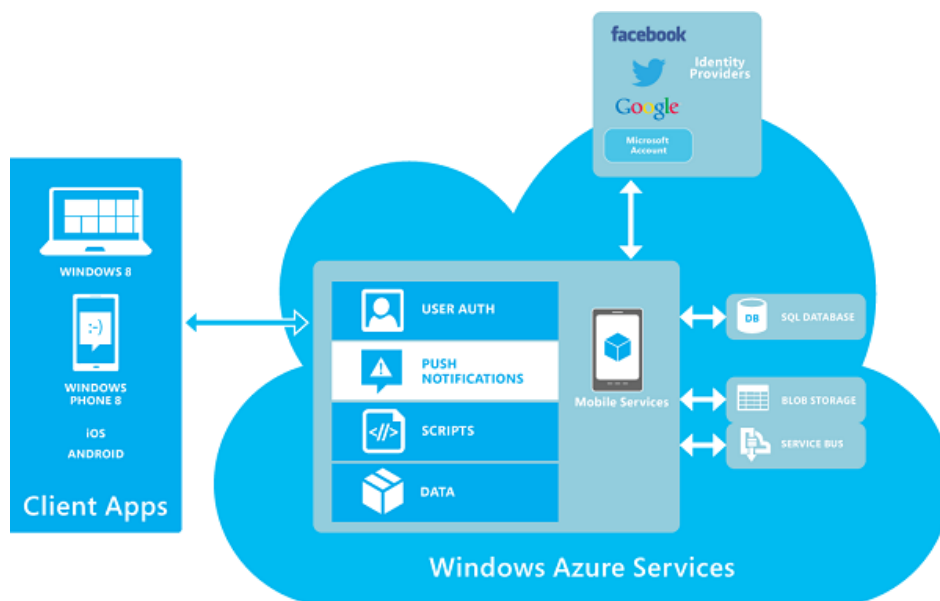 facebook
Identity
Providers
Google
Microsoft
Account
WINDOWS 8
:-)
WINDOWS
PHONE 8
iOS
ANDROID
Client Apps
USER AUTH
PUSH
NOTIFICATIONS
</>
SCRIPTS
DATA
Mobile Services
DB
SQL DATABASE
BLOB STORAGE
SERVICE BUS
Windows Azure Services